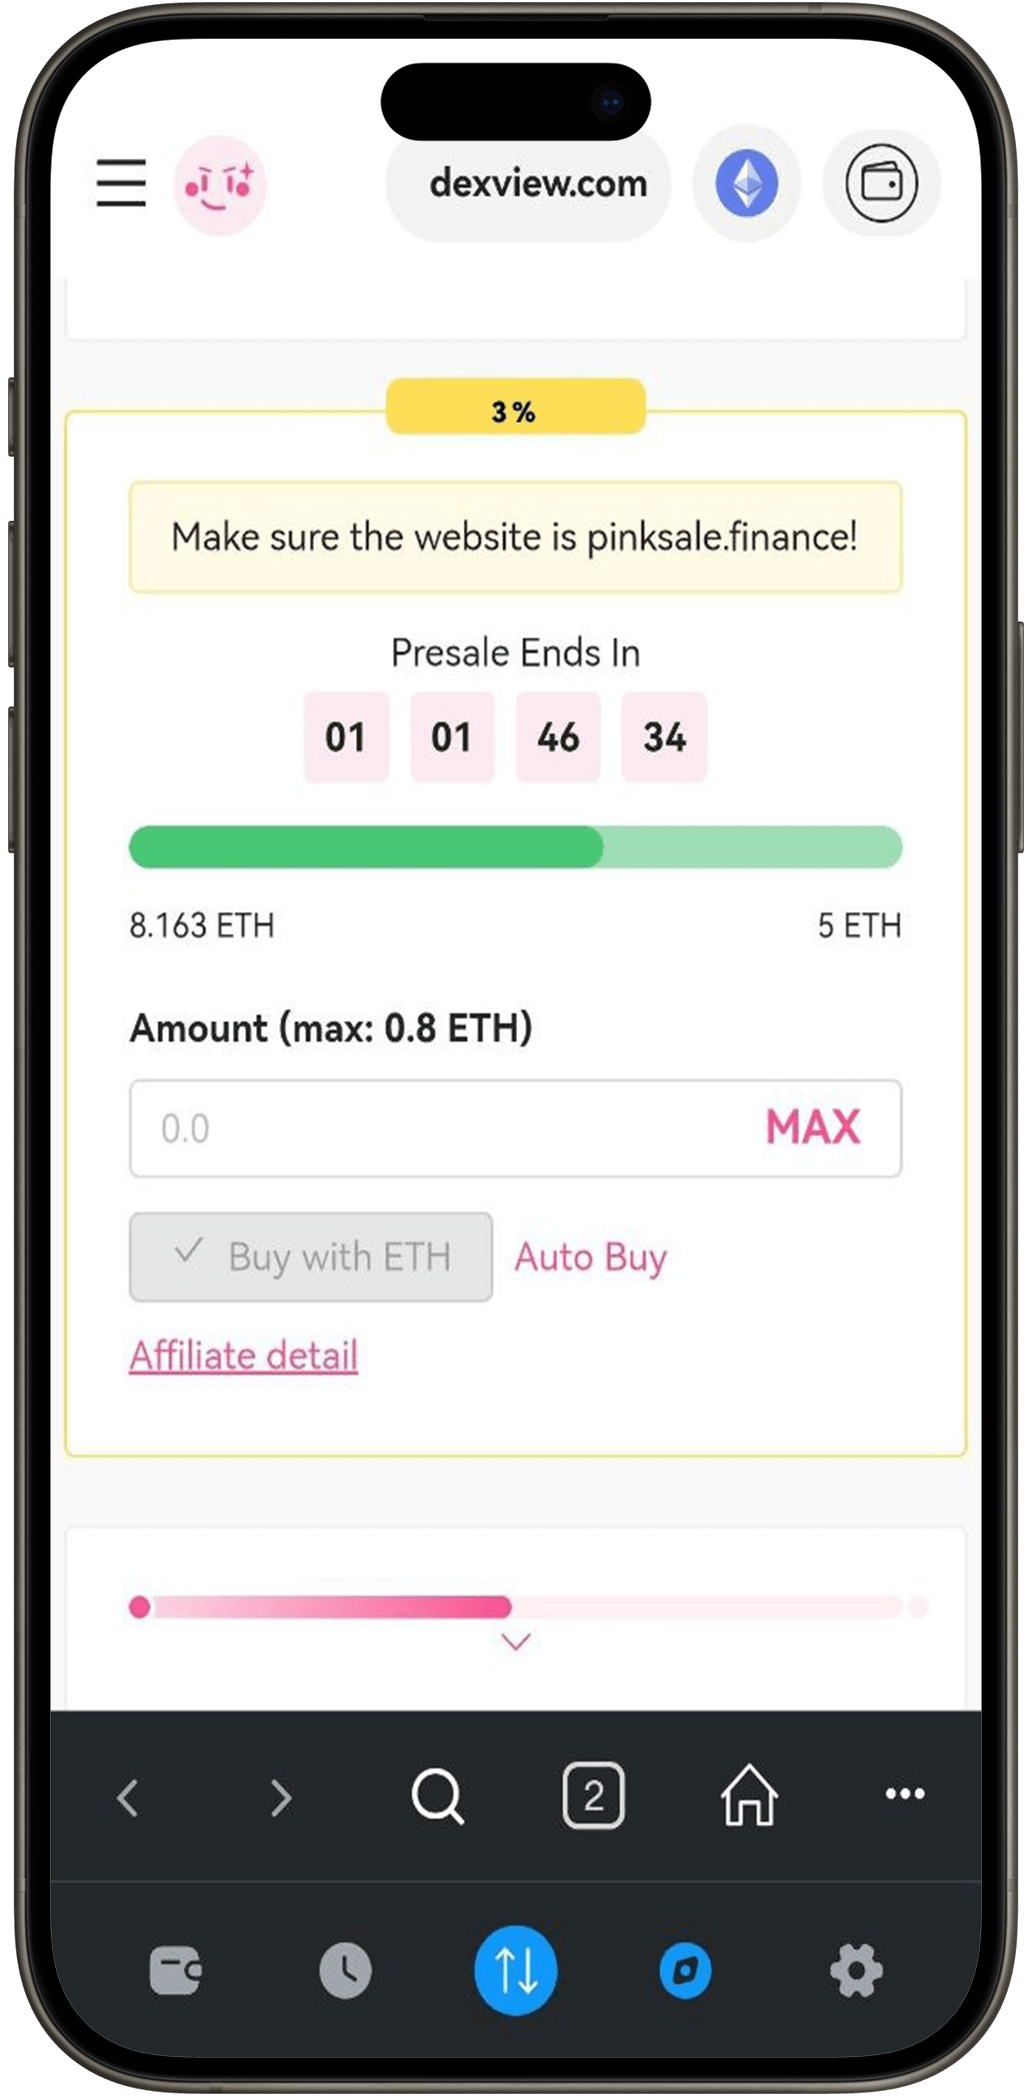 dexview.com
3%
Make sure the website is pinksale.finance!
Presale Ends In
01 01 46 34
8.163 ETH 5 ETH
Amount (max: 0.8 ETH)
0.0 MAX
Buy with ETH Auto Buy
Affiliate detail
2